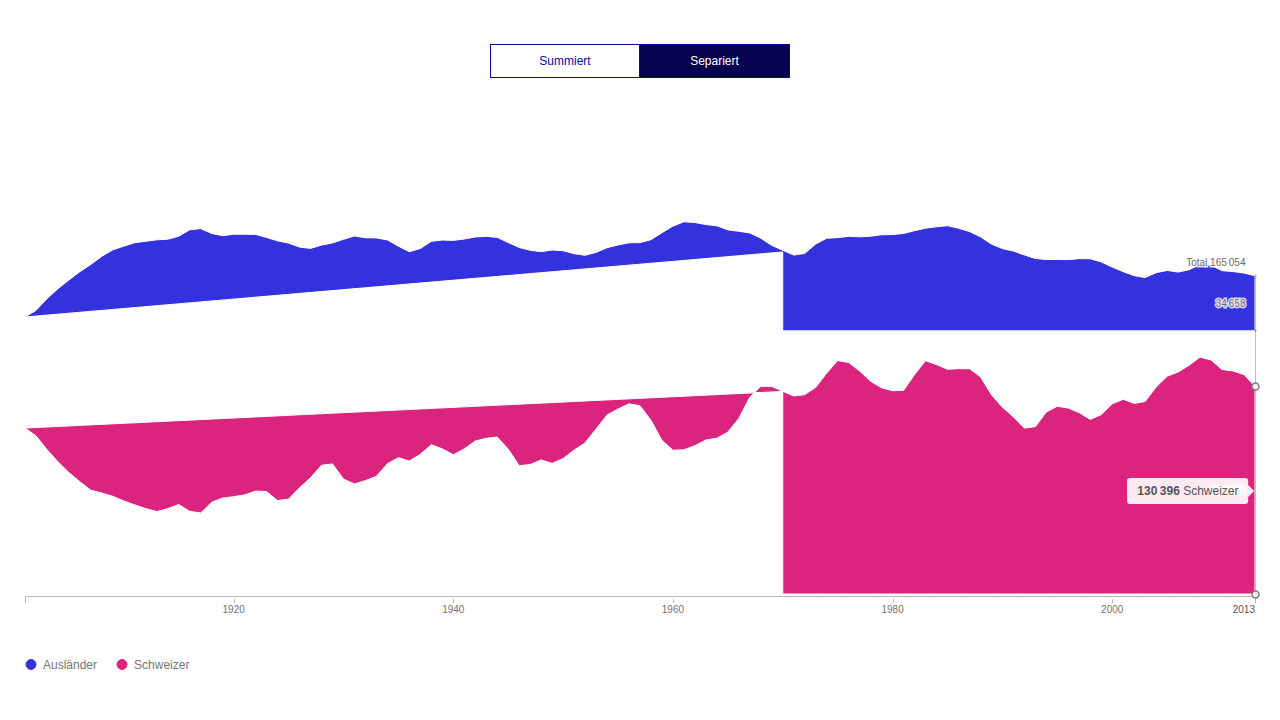 Summiert
Separiert
Total 165 054
34 658
130 396 Schweizer
1920
1940
1960
1980
2000
2013
Ausländer
Schweizer